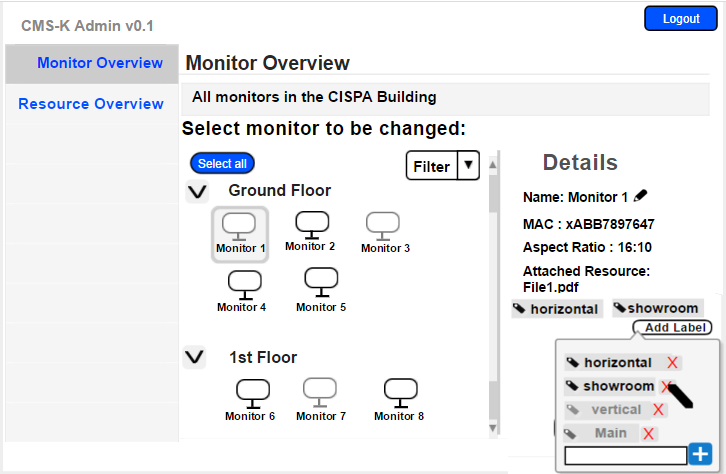 CMS-K Admin v0.1
Logout
Monitor Overview
Resource Overview
Monitor Overview
All monitors in the CISPA Building
Select monitor to be changed:
Select all
Filter
Ground Floor
Monitor 1
Monitor 2
Monitor 3
Monitor 4
Monitor 5
1st Floor
Monitor 6
Monitor 7
Monitor 8
Details
Name: Monitor 1
MAC : xABB7897647
Aspect Ratio : 16:10
Attached Resource:
File1.pdf
horizontal
showroom
Add Label
horizontal X
showroom X
vertical X
Main X